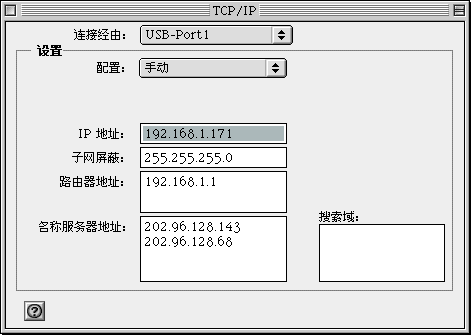 TCP/IP
连接经由： USB-Port1
设置
配置： 手动
IP 地址： 192.168.1.171
子网屏蔽： 255.255.255.0
路由器地址： 192.168.1.1
名称服务器地址： 202.96.128.143
202.96.128.68
搜索域：
?